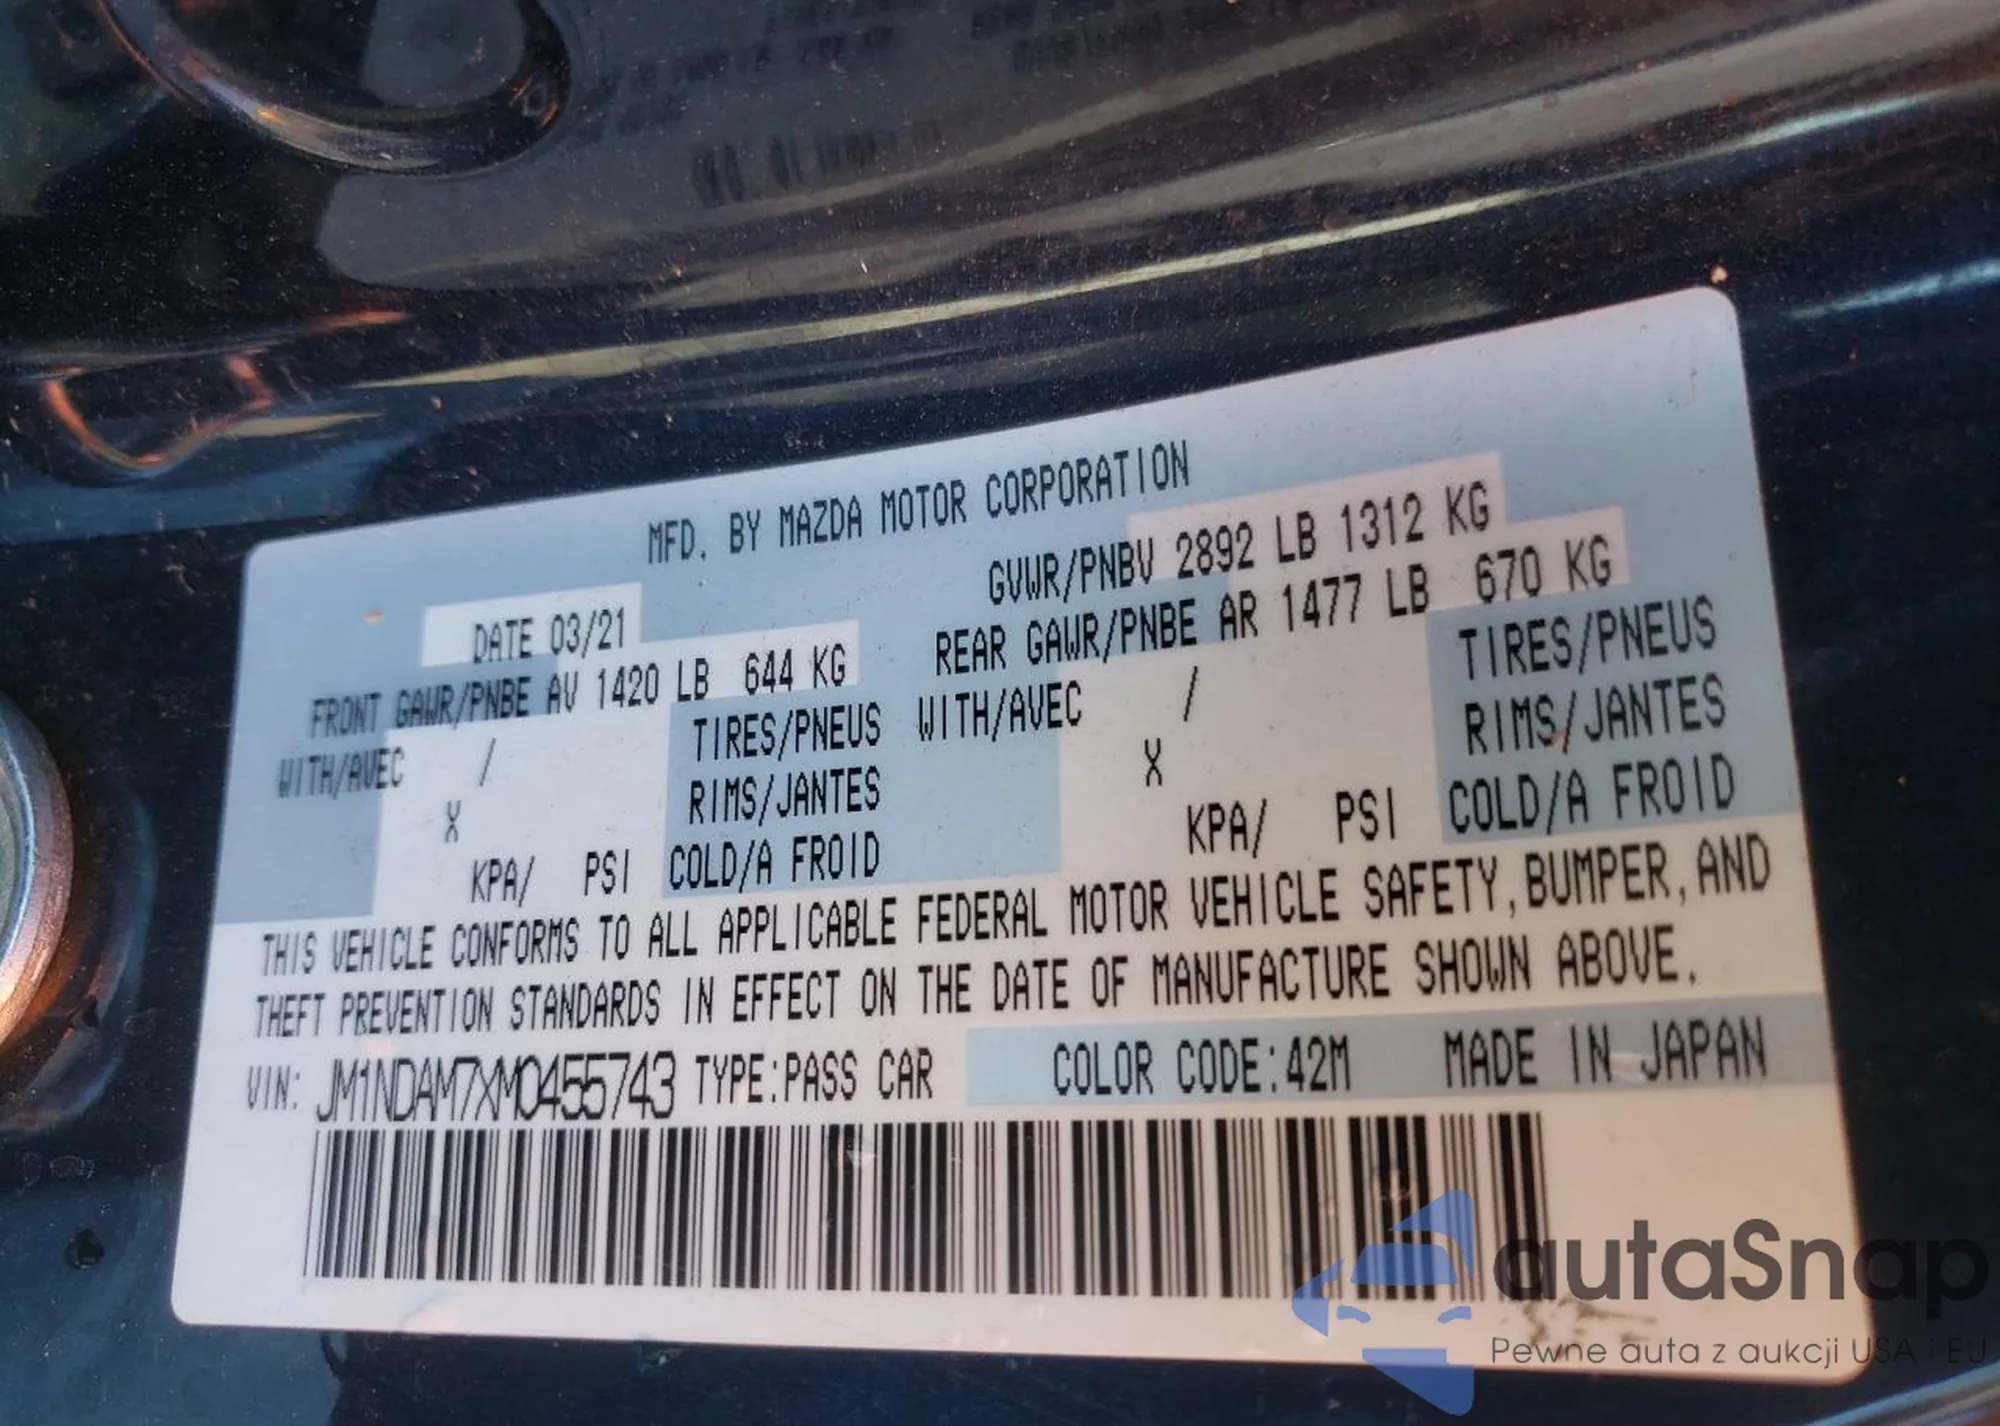 MFD. BY MAZDA MOTOR CORPORATION
DATE 03/21 GVWR/PNBV 2892 LB 1312 KG
FRONT GAWR/PNBE AV 1420 LB 644 KG REAR GAWR/PNBE AR 1477 LB 670 KG
WITH/AVEC / TIRES/PNEUS WITH/AVEC / TIRES/PNEUS
X RIMS/JANTES X RIMS/JANTES
KPA/ PSI COLD/A FROID KPA/ PSI COLD/A FROID
THIS VEHICLE CONFORMS TO ALL APPLICABLE FEDERAL MOTOR VEHICLE SAFETY, BUMPER, AND
THEFT PREVENTION STANDARDS IN EFFECT ON THE DATE OF MANUFACTURE SHOWN ABOVE.
VIN: JM1NDAM7XM0455743 TYPE:PASS CAR COLOR CODE:42M MADE IN JAPAN
autaSnap
Pewne auta z aukcji USA i EU